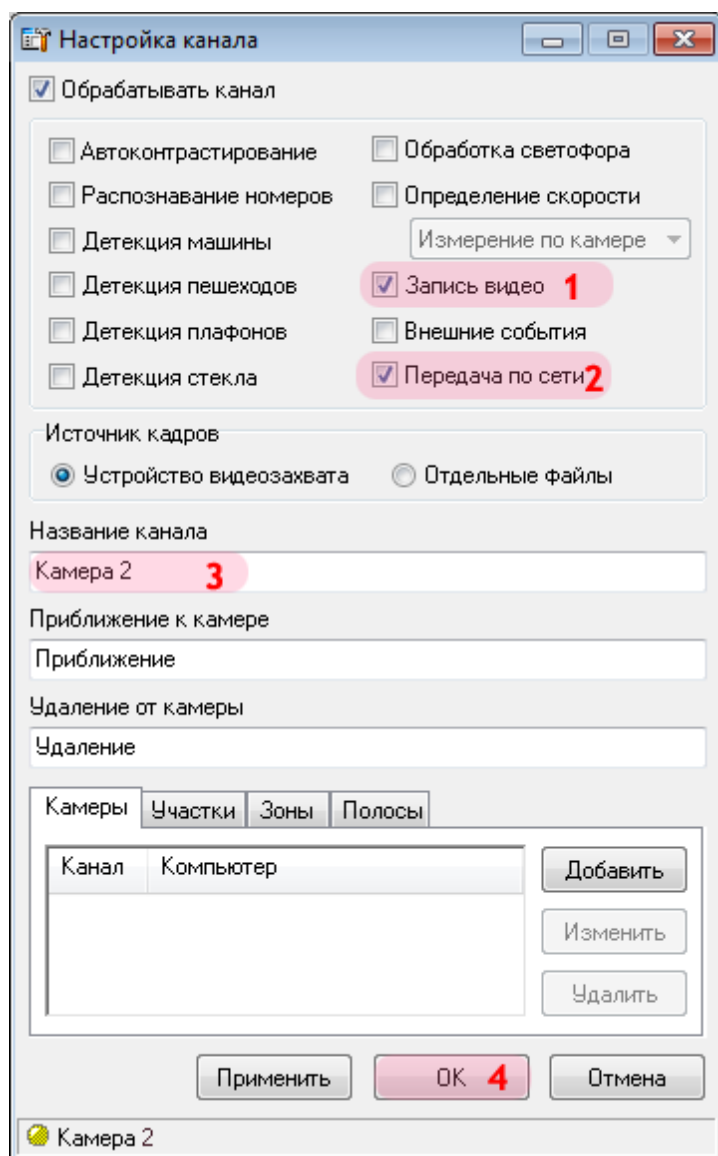 Настройка канала
Обрабатывать канал
Автоконтрастирование
Обработка светофора
Распознавание номеров
Определение скорости
Детекция машины
Измерение по камере
Детекция пешеходов
Запись видео 1
Детекция плафонов
Внешние события
Детекция стекла
Передача по сети 2
Источник кадров
Устройство видеозахвата
Отдельные файлы
Название канала
Камера 2 3
Приближение к камере
Приближение
Удаление от камеры
Удаление
Камеры Участки Зоны Полосы
Канал Компьютер
Добавить
Изменить
Удалить
Применить OK 4 Отмена
Камера 2